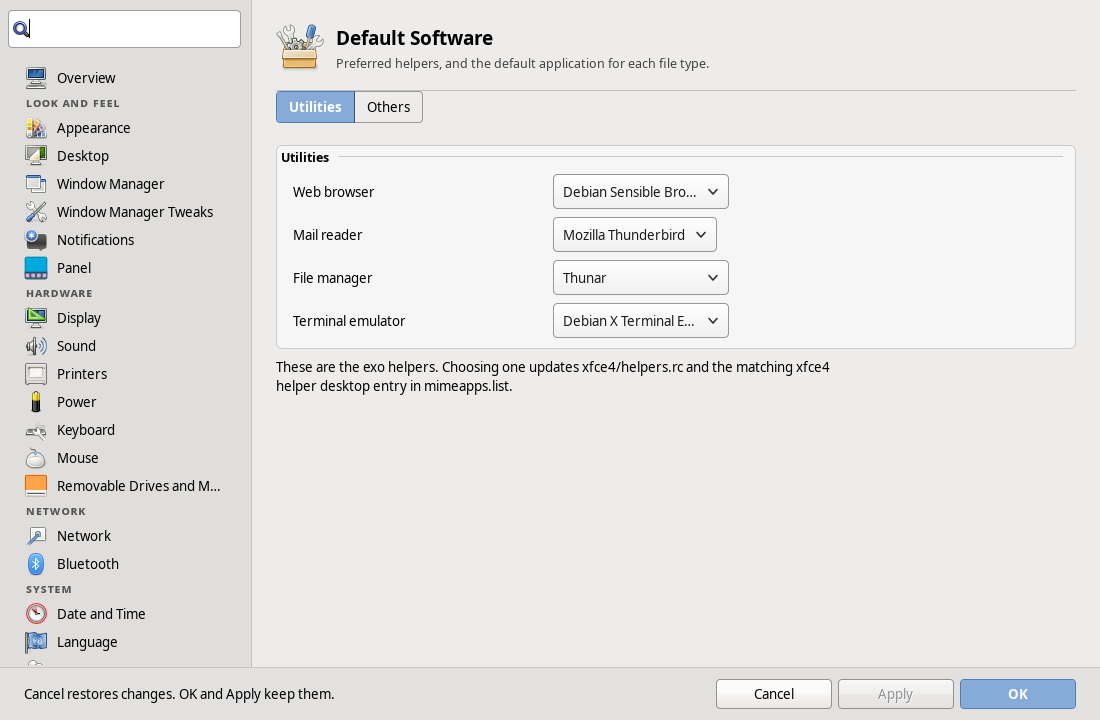 Overview
LOOK AND FEEL
Appearance
Desktop
Window Manager
Window Manager Tweaks
Notifications
Panel
HARDWARE
Display
Sound
Printers
Power
Keyboard
Mouse
Removable Drives and M...
NETWORK
Network
Bluetooth
SYSTEM
Date and Time
Language
Default Software
Preferred helpers, and the default application for each file type.
Utilities Others
Utilities
Web browser Debian Sensible Bro...
Mail reader Mozilla Thunderbird
File manager Thunar
Terminal emulator Debian X Terminal E...
These are the exo helpers. Choosing one updates xfce4/helpers.rc and the matching xfce4
helper desktop entry in mimeapps.list.
Cancel restores changes. OK and Apply keep them.
Cancel Apply OK